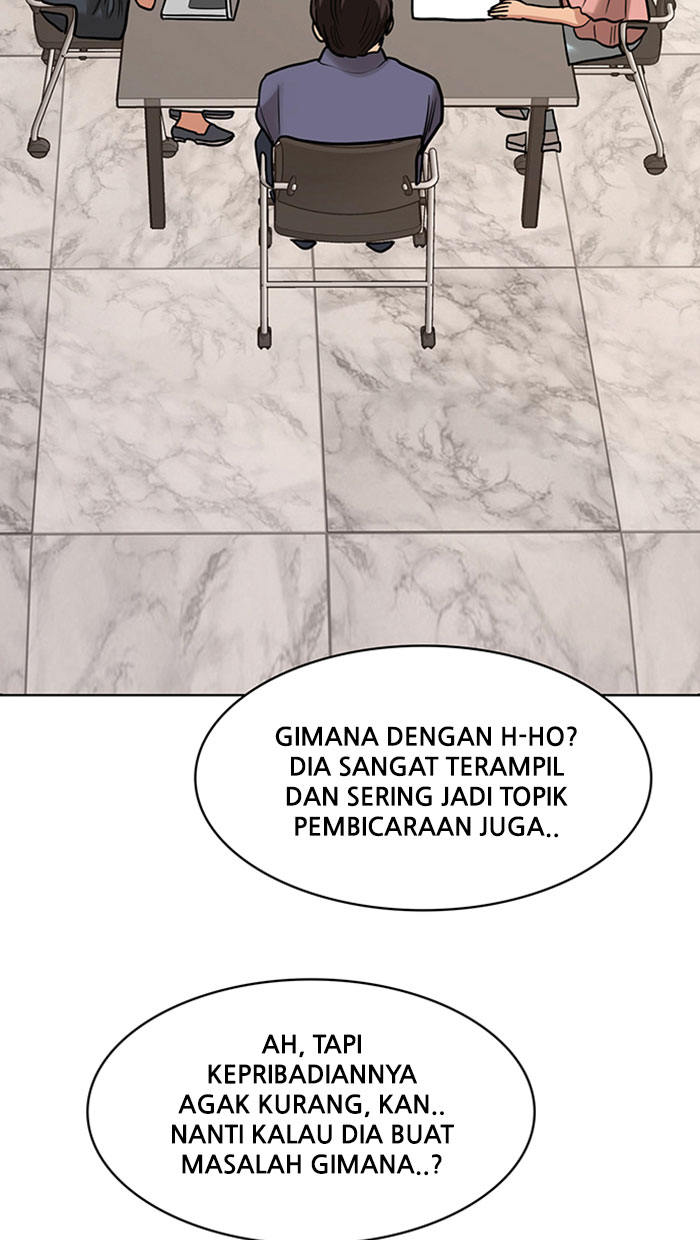 GIMANA DENGAN H-HO?
DIA SANGAT TERAMPIL
DAN SERING JADI TOPIK
PEMBICARAAN JUGA..
AH, TAPI
KEPRIBADIANNYA
AGAK KURANG, KAN..
NANTI KALAU DIA BUAT
MASALAH GIMANA..?